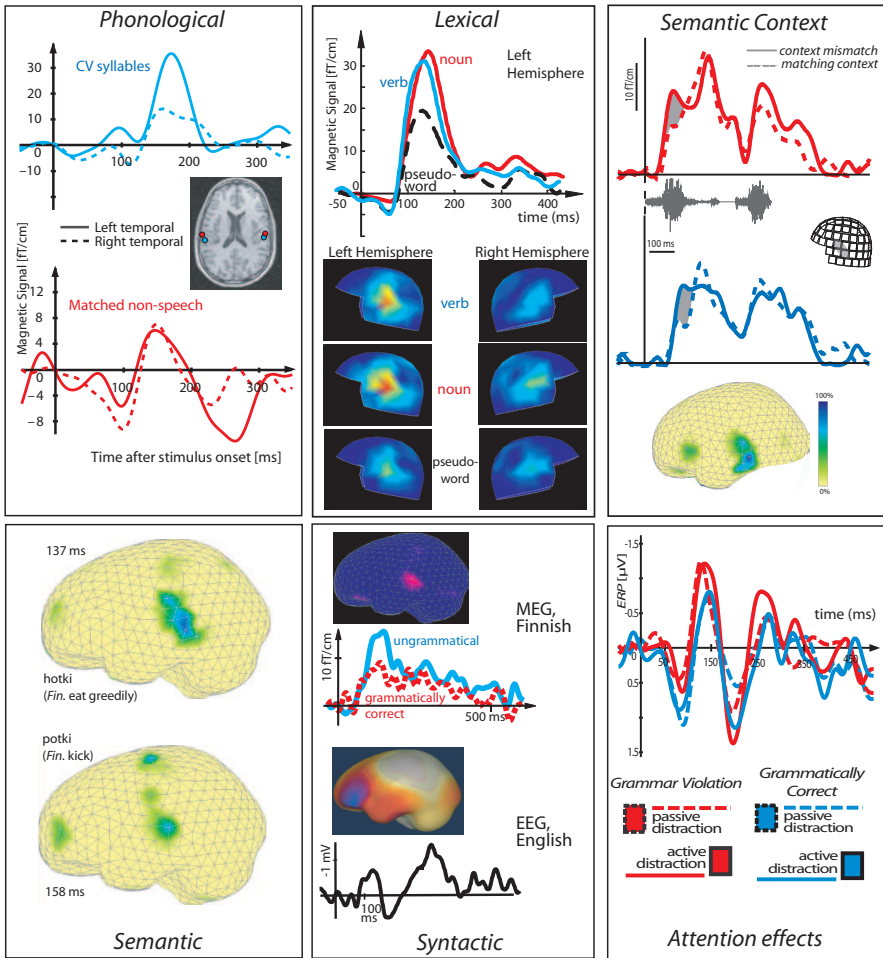 Phonological
30
20
10
0
−10
CV syllables
100
200
300
Left temporal
Right temporal
Magnetic Signal [fT/cm]
12
8
4
0
−4
−8
Matched non-speech
100
200
300
Time after stimulus onset [ms]
Lexical
Magnetic Signal [fT/cm]
40
30
20
10
0
noun
verb
Left
Hemisphere
pseudo-
word
-50
100
200
300
400
time (ms)
Left Hemisphere
Right Hemisphere
verb
noun
pseudo-
word
Semantic Context
10 fT/cm
context mismatch
matching context
100 ms
100%
0%
137 ms
hotki
(Fin. eat greedily)
potki
(Fin. kick)
158 ms
Semantic
MEG,
Finnish
10 fT/cm
ungrammatical
grammatically
correct
500 ms
EEG,
English
-1 mV
100
ms
Syntactic
ERP [µV]
-1.5
-0.5
0
0.5
1.5
time (ms)
50
150
250
350
450
Grammar Violation
passive
distraction
active
distraction
Grammatically
Correct
passive
distraction
active
distraction
Attention effects